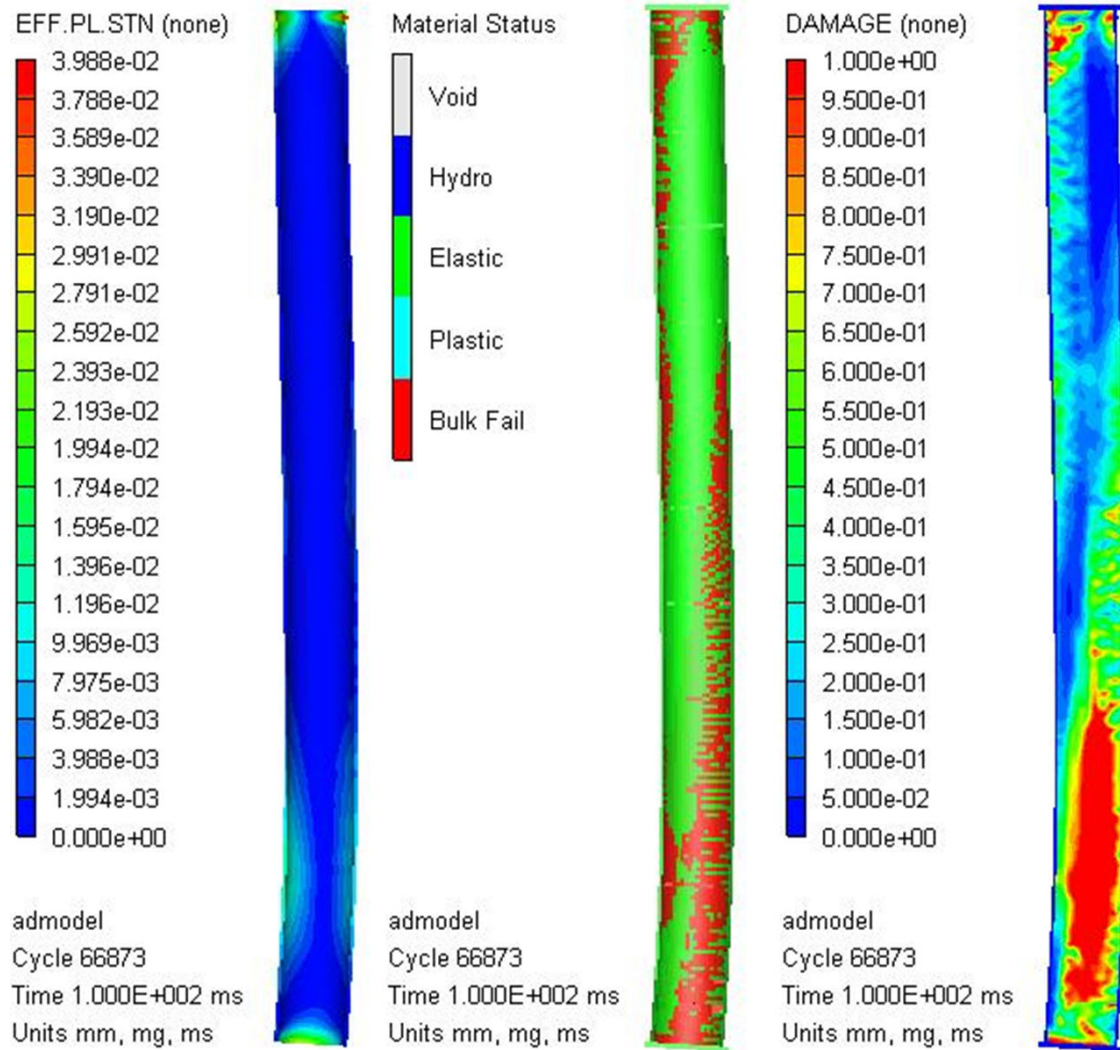 EFF.PL.STN (none)
3.988e-02
3.788e-02
3.589e-02
3.390e-02
3.190e-02
2.991e-02
2.791e-02
2.592e-02
2.393e-02
2.193e-02
1.994e-02
1.794e-02
1.595e-02
1.396e-02
1.196e-02
9.969e-03
7.975e-03
5.982e-03
3.988e-03
1.994e-03
0.000e+00
admodel
Cycle 66873
Time 1.000E+002 ms
Units mm, mg, ms
Material Status
Void
Hydro
Elastic
Plastic
Bulk Fail
admodel
Cycle 66873
Time 1.000E+002 ms
Units mm, mg, ms
DAMAGE (none)
1.000e+00
9.500e-01
9.000e-01
8.500e-01
8.000e-01
7.500e-01
7.000e-01
6.500e-01
6.000e-01
5.500e-01
5.000e-01
4.500e-01
4.000e-01
3.500e-01
3.000e-01
2.500e-01
2.000e-01
1.500e-01
1.000e-01
5.000e-02
0.000e+00
admodel
Cycle 66873
Time 1.000E+002 ms
Units mm, mg, ms